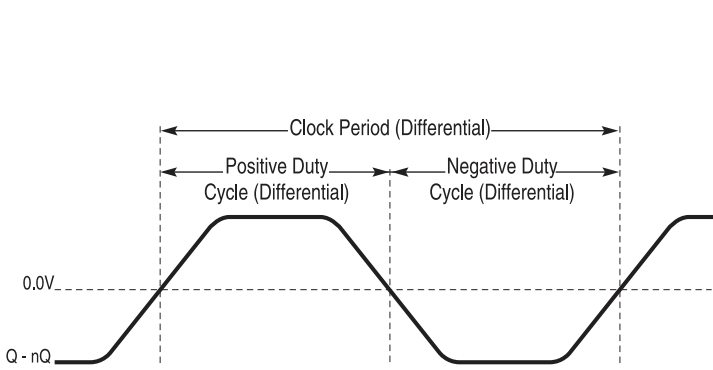 Clock Period (Differential)
Positive Duty
Cycle (Differential)
Negative Duty
Cycle (Differential)
0.0V
Q - nQ